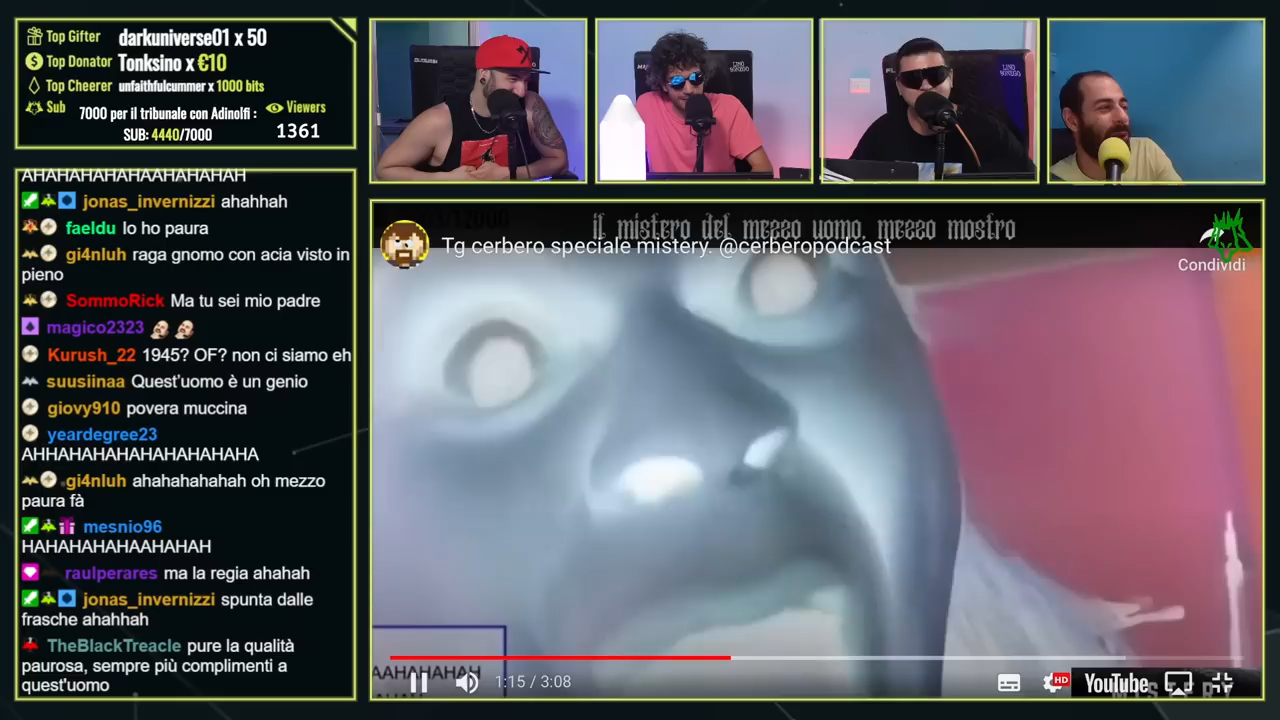 Top Gifter darkuniverse01 x 50
Top Donator Tonksino x €10
Top Cheerer unfaithfulcummer x 1000 bits
Sub 7000 per il tribunale con Adinolfi :
SUB: 4440/7000
Viewers
1361
AHAHAHAHAHAAHAHAHAH
jonas_invernizzi ahahhah
faeldu Io ho paura
gi4nluh raga gnomo con acia visto in
pieno
SommoRick Ma tu sei mio padre
magico2323
Kurush_22 1945? OF? non ci siamo eh
suusiinaa Quest'uomo è un genio
giovy910 povera muccina
yeardegree23
AHHAHAHAHAHAHAHAHAHA
gi4nluh ahahahahahah oh mezzo
paura fà
mesnio96
HAHAHAHAHAAHAHAH
raulperares ma la regia ahahah
jonas_invernizzi spunta dalle
frasche ahahhah
TheBlackTreacle pure la qualità
paurosa, sempre più complimenti a
quest'uomo
il mistero del mezzo uomo, mezzo mostro
Tg cerbero speciale mistery. @cerberopodcast
Condividi
AAHAHAHAH
1:15 / 3:08
HD
YouTube
MISTERY